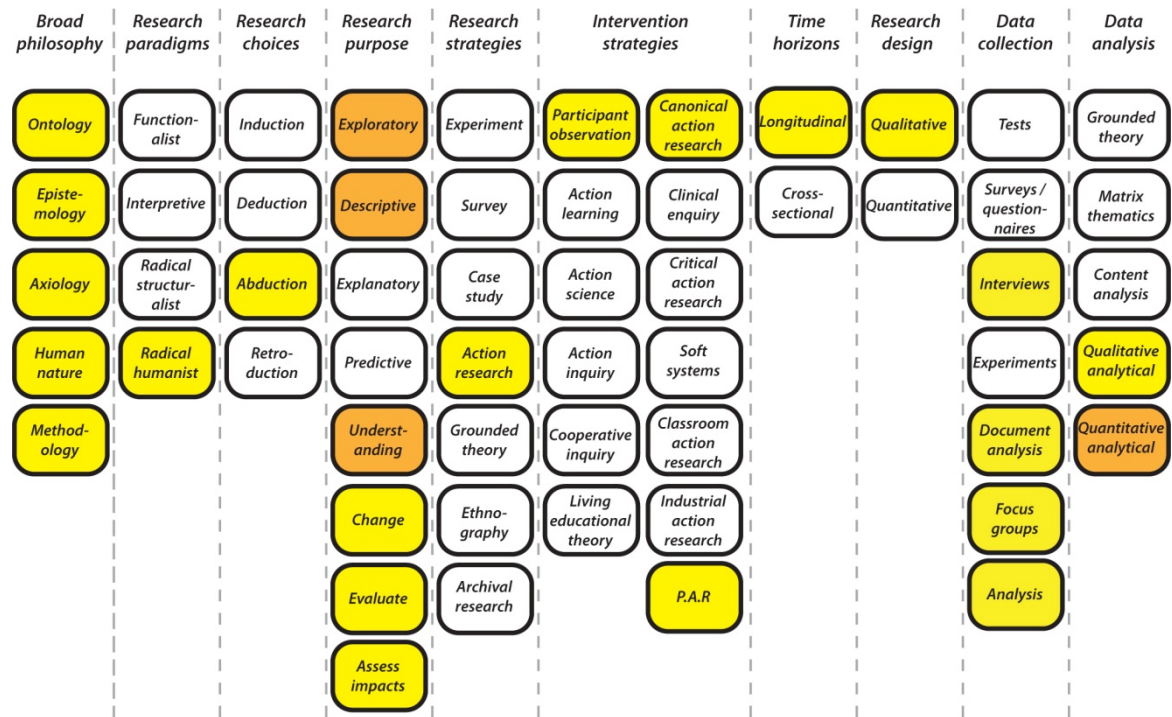 Broad
philosophy
Research
paradigms
Research
choices
Research
purpose
Research
strategies
Intervention
strategies
Time
horizons
Research
design
Data
collection
Data
analysis
Ontology
Function-
alist
Induction
Exploratory
Experiment
Participant
observation
Canonical
action
research
Longitudinal
Qualitative
Tests
Grounded
theory
Episte-
mology
Interpretive
Deduction
Descriptive
Survey
Action
learning
Clinical
enquiry
Cross-
sectional
Quantitative
Surveys /
question-
naires
Matrix
thematics
Axiology
Radical
structur-
alist
Abduction
Explanatory
Case
study
Action
science
Critical
action
research
Interviews
Content
analysis
Human
nature
Radical
humanist
Retro-
duction
Predictive
Action
research
Action
inquiry
Soft
systems
Experiments
Qualitative
analytical
Method-
ology
Underst-
anding
Grounded
theory
Cooperative
inquiry
Classroom
action
research
Document
analysis
Quantitative
analytical
Change
Ethno-
graphy
Living
educational
theory
Industrial
action
research
Focus
groups
Evaluate
Archival
research
P.A.R
Analysis
Assess
impacts